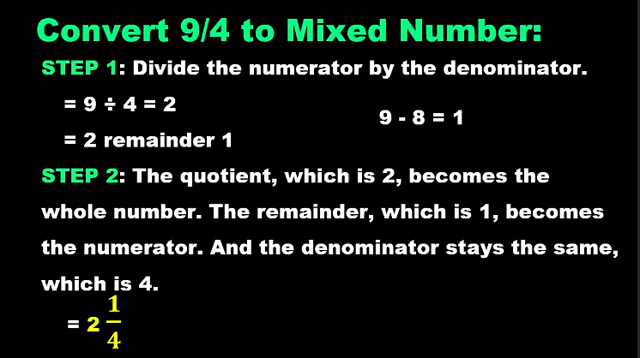 Convert 9/4 to Mixed Number:
STEP 1: Divide the numerator by the denominator.
= 9 ÷ 4 = 2
9 - 8 = 1
= 2 remainder 1
STEP 2: The quotient, which is 2, becomes the
whole number. The remainder, which is 1, becomes
the numerator. And the denominator stays the same,
which is 4.
= 2 1/4